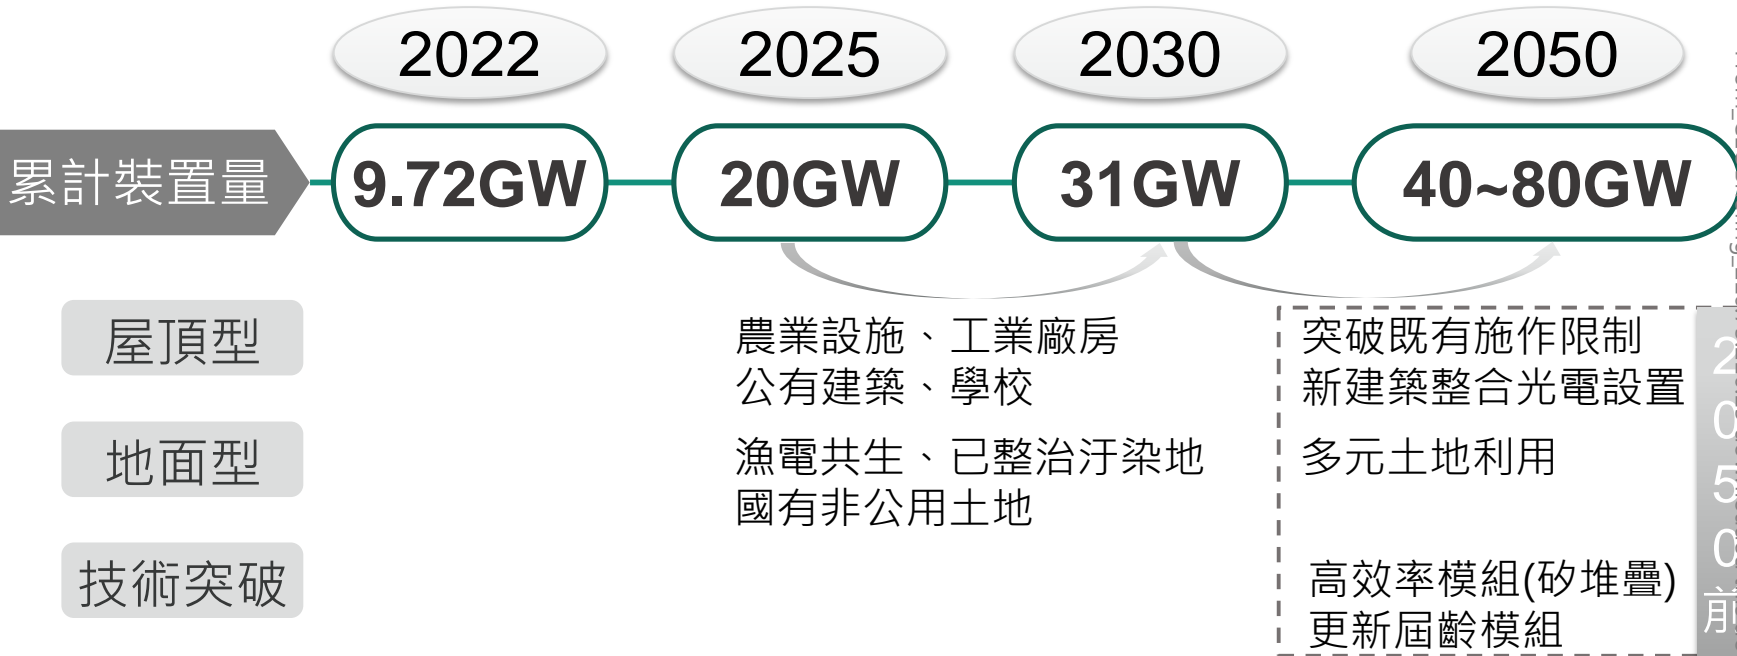 2022
2025
2030
2050
累計裝置量
9.72GW
20GW
31GW
40~80GW
屋頂型
農業設施、工業廠房
公有建築、學校
突破既有施作限制
新建築整合光電設置
地面型
漁電共生、已整治汙染地
國有非公用土地
多元土地利用
技術突破
高效率模組(矽堆疊)
更新屆齡模組
2050前